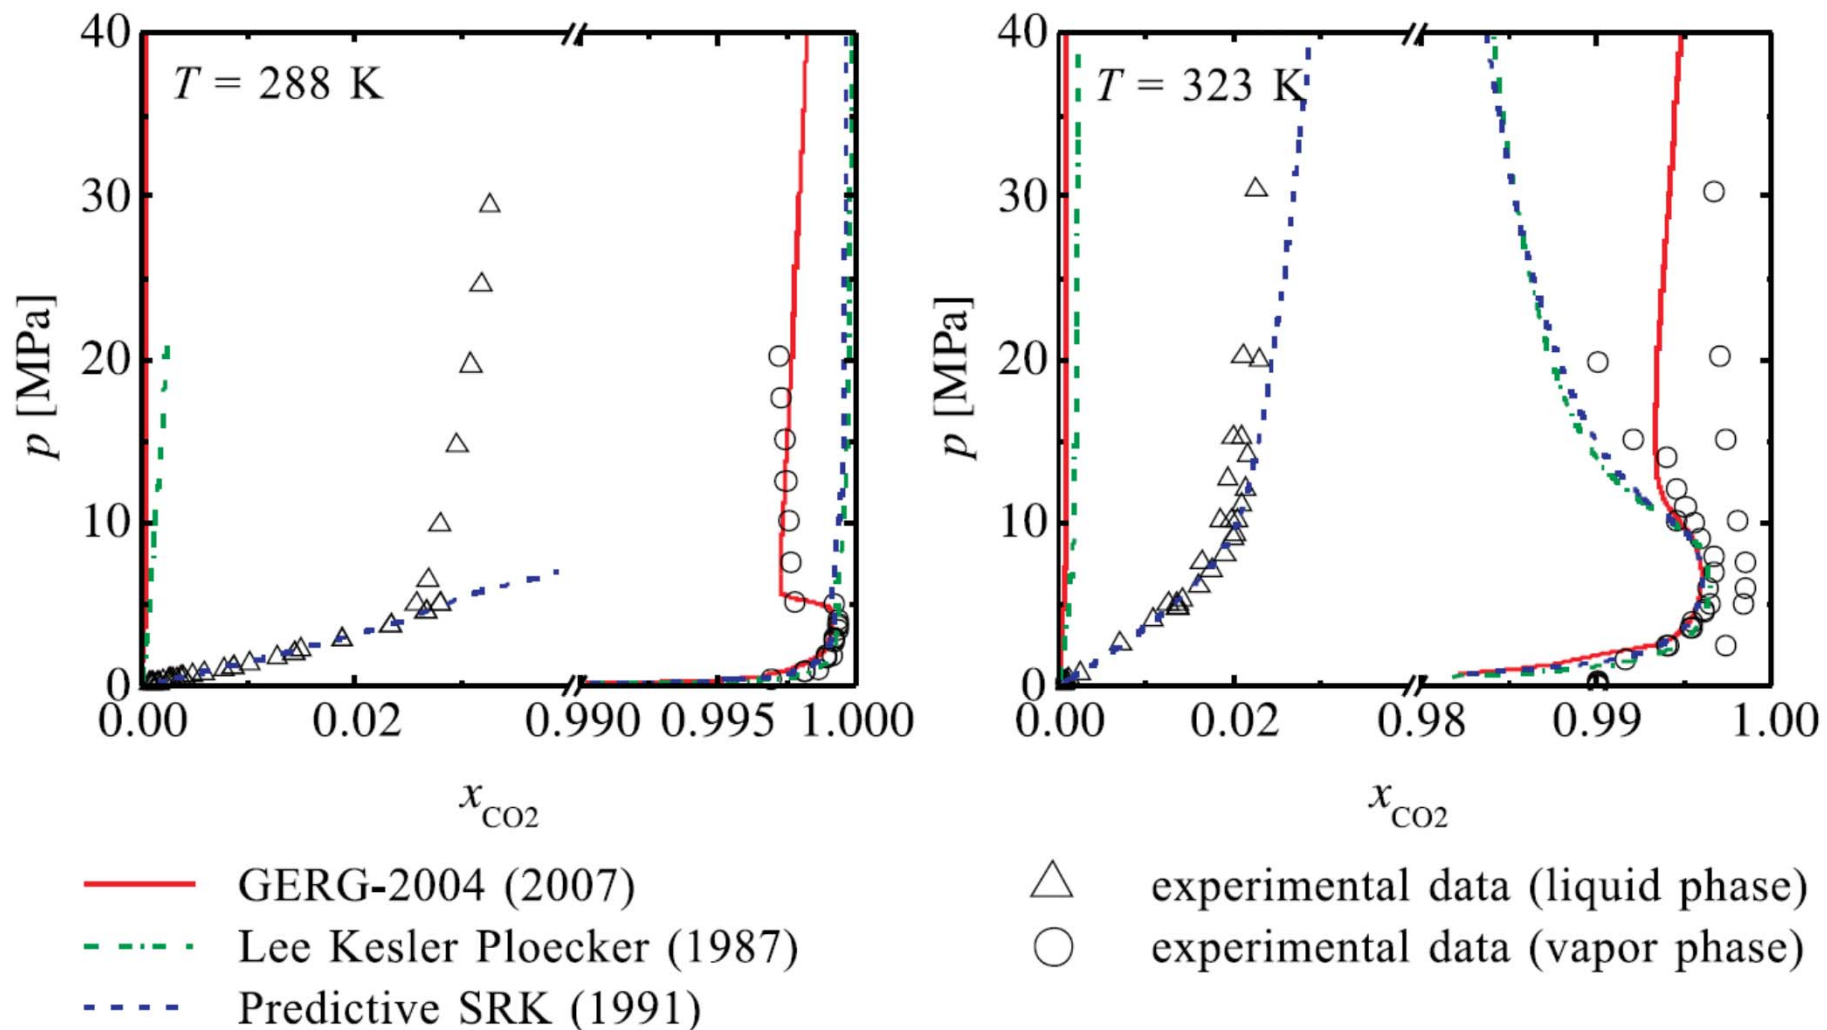 40
30
20
10
0
p [MPa]
T = 288 K
0.00 0.02 0.990 0.995 1.000
xCO2
40
30
20
10
0
p [MPa]
T = 323 K
0.00 0.02 0.98 0.99 1.00
xCO2
GERG-2004 (2007)
Lee Kesler Ploecker (1987)
Predictive SRK (1991)
experimental data (liquid phase)
experimental data (vapor phase)